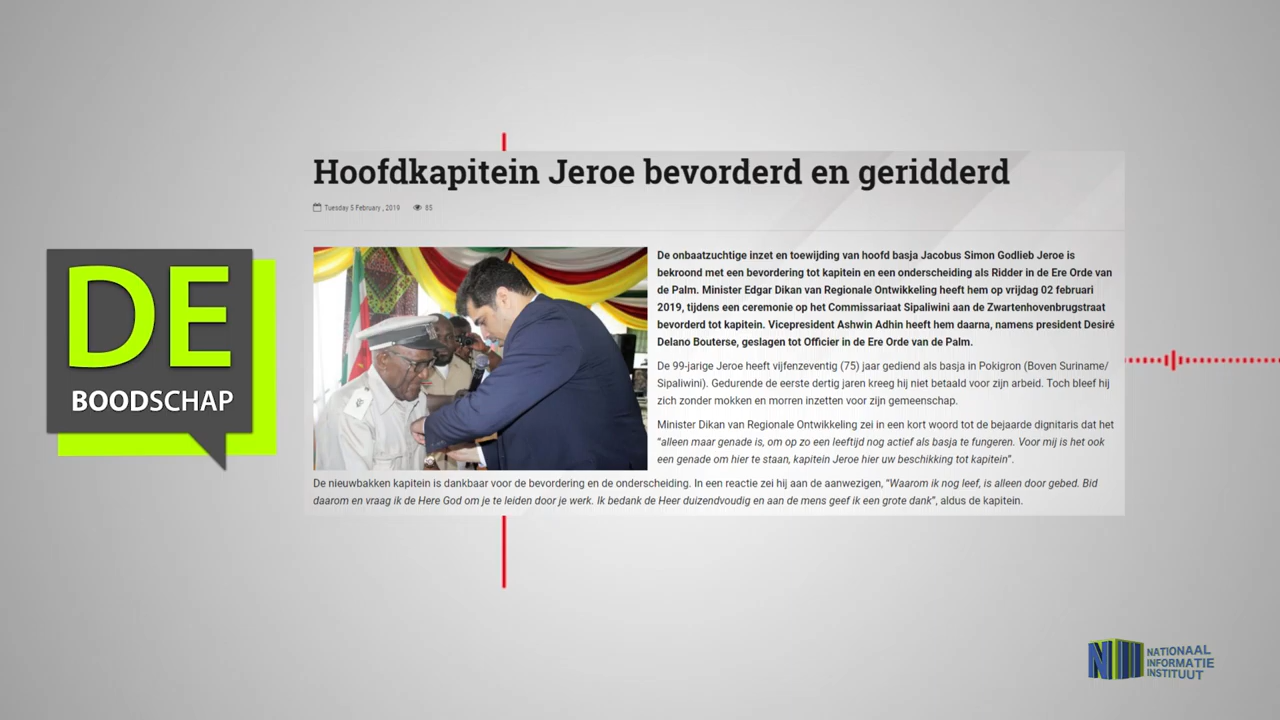 Hoofdkapitein Jeroe bevorderd en geridderd
Tuesday 5 February , 2019 85
DE
BOODSCHAP
De onbaatzuchtige inzet en toewijding van hoofd basja Jacobus Simon Godlieb Jeroe is
bekroond met een bevordering tot kapitein en een onderscheiding als Ridder in de Ere Orde van
de Palm. Minister Edgar Dikan van Regionale Ontwikkeling heeft hem op vrijdag 02 februari
2019, tijdens een ceremonie op het Commissariaat Sipaliwini aan de Zwartenhovenbrugstraat
bevorderd tot kapitein. Vicepresident Ashwin Adhin heeft hem daarna, namens president Desiré
Delano Bouterse, geslagen tot Officier in de Ere Orde van de Palm.
De 99-jarige Jeroe heeft vijfenzeventig (75) jaar gediend als basja in Pokigron (Boven Suriname/
Sipaliwini). Gedurende de eerste dertig jaren kreeg hij niet betaald voor zijn arbeid. Toch bleef hij
zich zonder mokken en morren inzetten voor zijn gemeenschap.
Minister Dikan van Regionale Ontwikkeling zei in een kort woord tot de bejaarde dignitaris dat het
"alleen maar genade is, om op zo een leeftijd nog actief als basja te fungeren. Voor mij is het ook
een genade om hier te staan, kapitein Jeroe hier uw beschikking tot kapitein".
De nieuwbakken kapitein is dankbaar voor de bevordering en de onderscheiding. In een reactie zei hij aan de aanwezigen, "Waarom ik nog leef, is alleen door gebed. Bid
daarom en vraag ik de Here God om je te leiden door je werk. Ik bedank de Heer duizendvoudig en aan de mens geef ik een grote dank", aldus de kapitein.
NATIONAAL
INFORMATIE
INSTITUUT